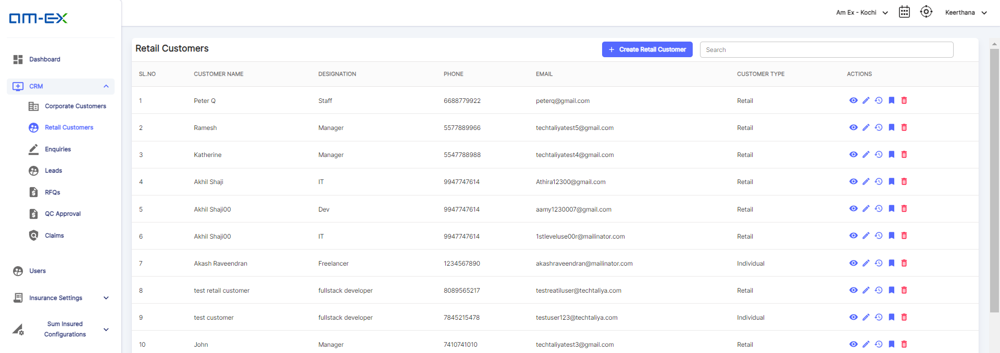 am-ex
Am Ex - Kochi
Keerthana
Dashboard
CRM
Corporate Customers
Retail Customers
Enquiries
Leads
RFQs
QC Approval
Claims
Users
Insurance Settings
Sum Insured
Configurations
Retail Customers
+ Create Retail Customer
Search
SL.NO CUSTOMER NAME DESIGNATION PHONE EMAIL CUSTOMER TYPE ACTIONS
1 Peter Q Staff 6688779922 peterq@gmail.com Retail
2 Ramesh Manager 5577889966 techtaliyatest5@gmail.com Retail
3 Katherine Manager 5547788988 techtaliyatest4@gmail.com Retail
4 Akhil Shaji IT 9947747614 Athira12300@gmail.com Retail
5 Akhil Shaji00 Dev 9947747614 aamy1230007@gmail.com Retail
6 Akhil Shaji00 IT 9947747614 1stleveluse00r@mailinator.com Retail
7 Akash Raveendran Freelancer 1234567890 akashraveendran@mailinator.com Individual
8 test retail customer fullstack developer 8089565217 testreatiluser@techtaliya.com Retail
9 test customer fullstack developer 7845215478 testuser123@techtaliya.com Individual
10 John Manager 7410741010 techtaliyatest3@gmail.com Retail